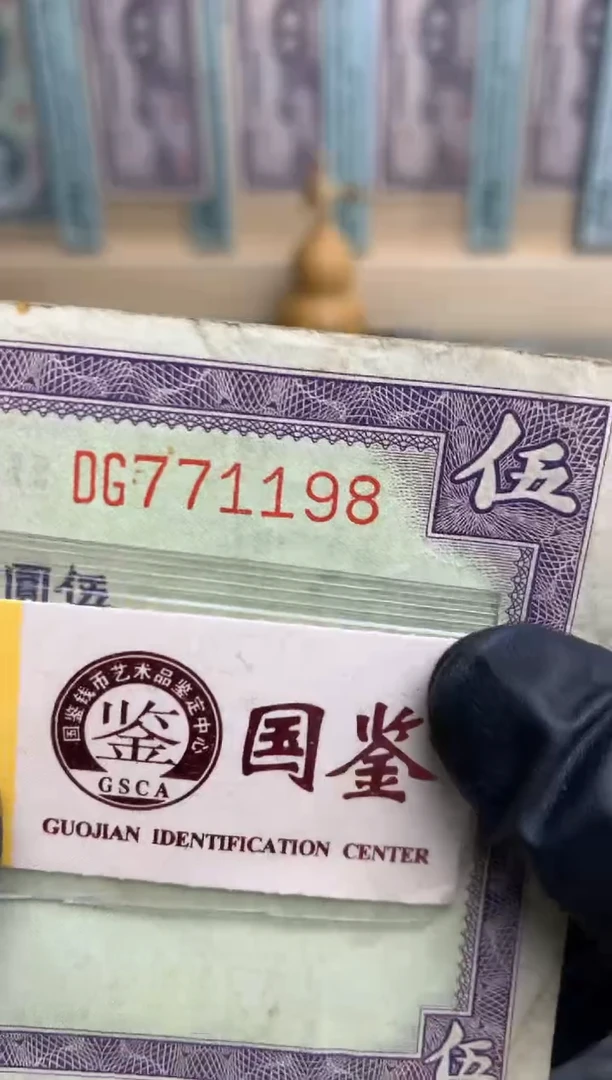 伍
DG771198
圓伍
国鉴钱币艺术品鉴定中心
鉴
GSCA
国鉴
GUOJIAN IDENTIFICATION CENTER
伍